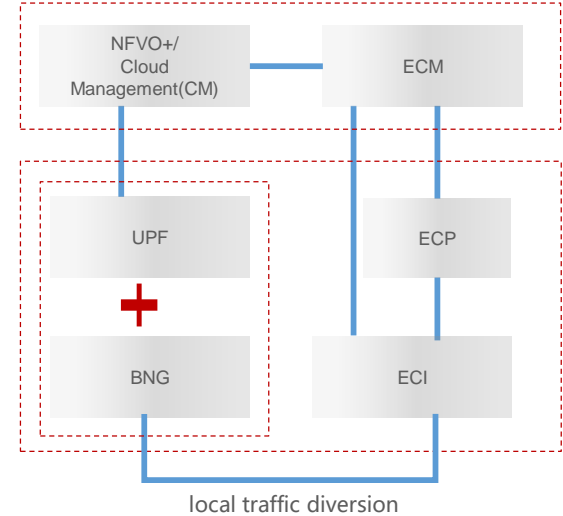 NFVO+/
Cloud
Management(CM)
ECM
UPF
ECP
BNG
ECI
local traffic diversion